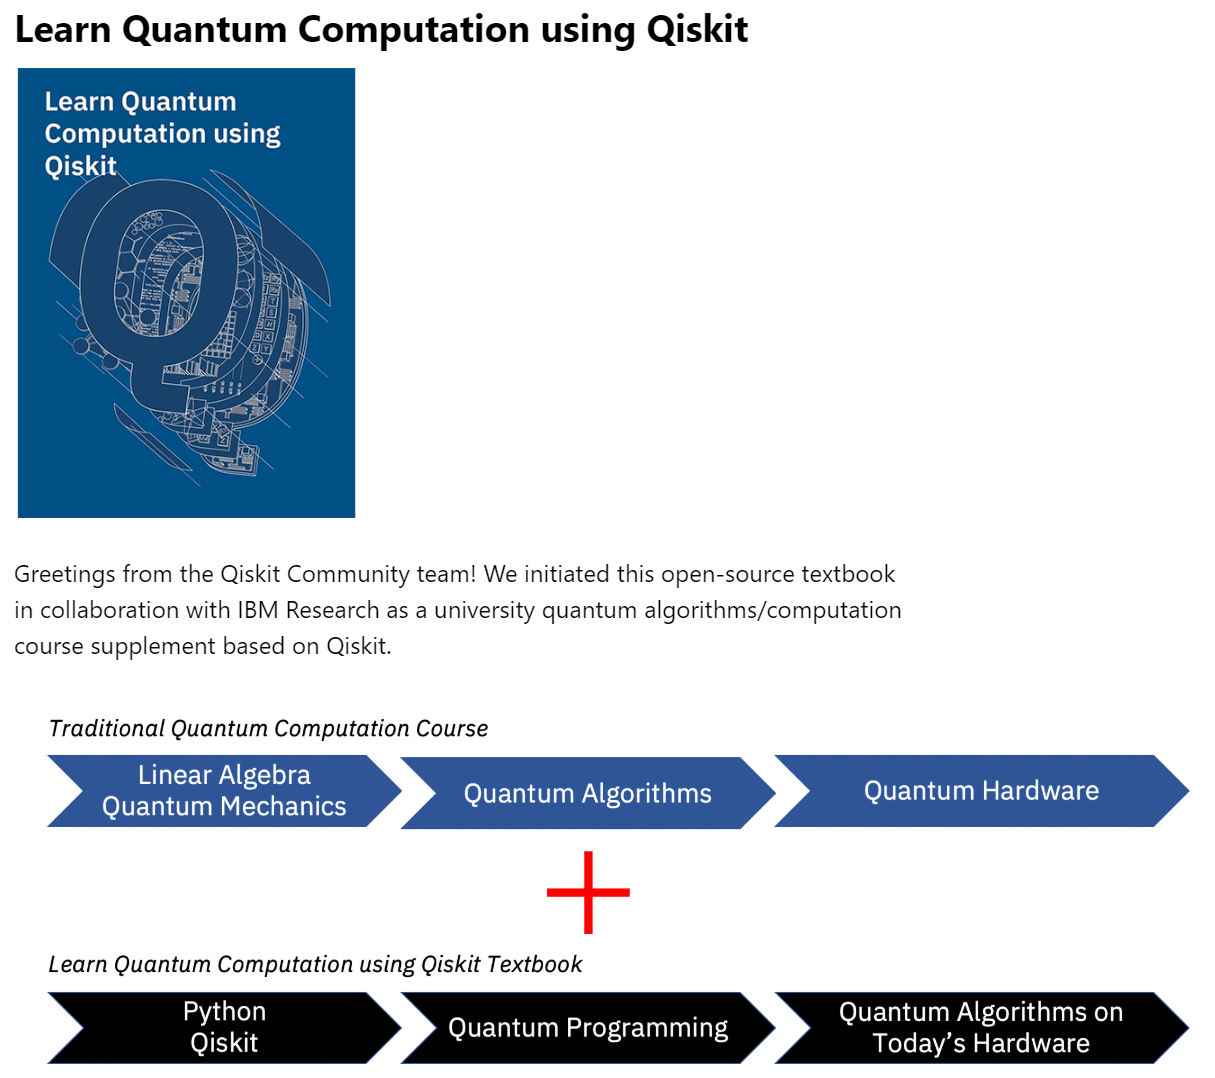 Learn Quantum Computation using Qiskit
Learn Quantum
Computation using
Qiskit
Greetings from the Qiskit Community team! We initiated this open-source textbook
in collaboration with IBM Research as a university quantum algorithms/computation
course supplement based on Qiskit.
Traditional Quantum Computation Course
Linear Algebra
Quantum Mechanics
Quantum Algorithms
Quantum Hardware
Learn Quantum Computation using Qiskit Textbook
Python
Qiskit
Quantum Programming
Quantum Algorithms on
Today's Hardware